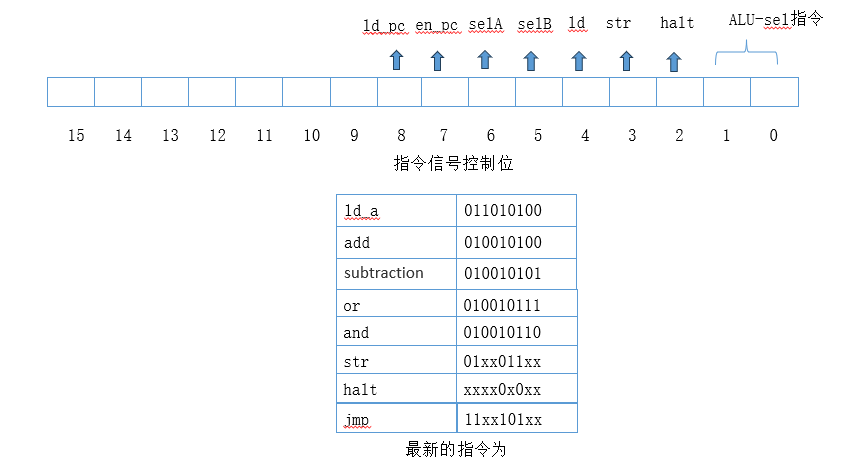 ld_pc en_pc selA selB ld str halt ALU-sel指令
15 14 13 12 11 10 9 8 7 6 5 4 3 2 1 0
指令信号控制位
ld_a 011010100
add 010010100
subtraction 010010101
or 010010111
and 010010110
str 01xx011xx
halt xxxx0x0xx
jmp 11xx101xx
最新的指令为